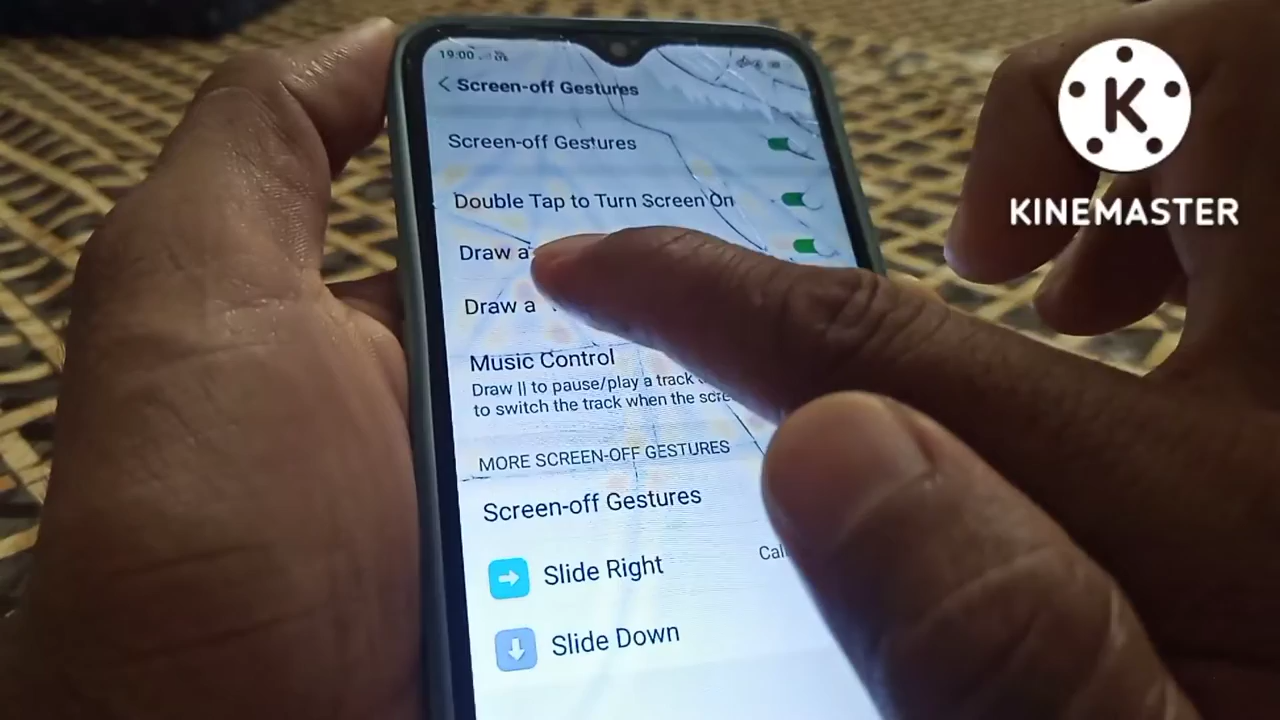 19:00
Screen-off Gestures
Screen-off Gestures
Double Tap to Turn Screen On
Draw a
Draw a
Music Control
Draw || to pause/play a track
to switch the track when the
MORE SCREEN-OFF GESTURES
Screen-off Gestures
Slide Right
Slide Down
K
KINEMASTER